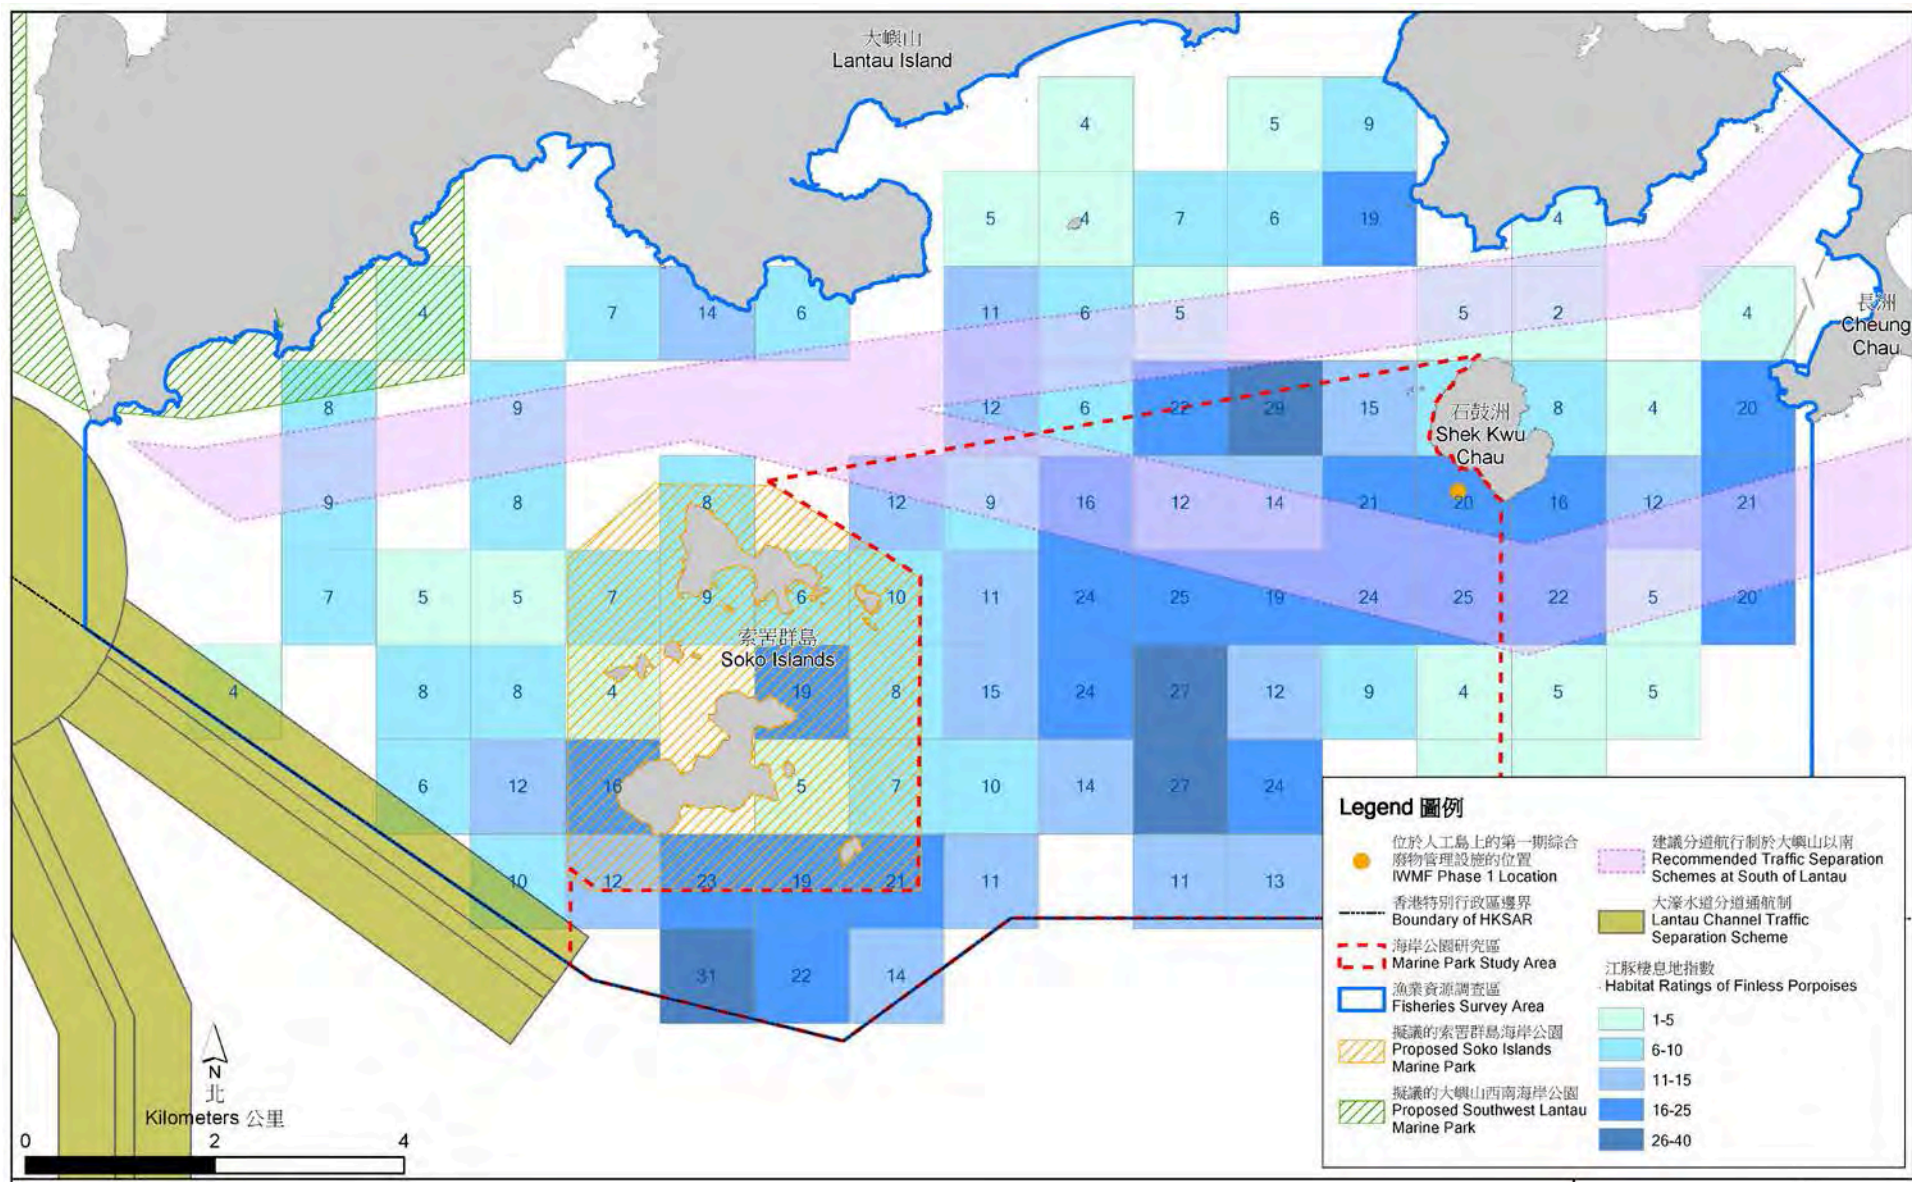 大嶼山
Lantau Island
4 5 9
5 4 7 6 19 4
4 7 14 6 11 6 5 5 2 4
長洲
Cheung
Chau
8 9 12 6 22 29 15 8 4 20
石鼓洲
Shek Kwu
Chau
9 8 8 12 9 16 12 14 21 20 16 12 21
7 5 5 7 9 6 10 11 24 25 19 24 25 22 5 20
索罟群島
Soko Islands
4 8 8 4 19 8 15 24 27 12 9 4 5 5
6 12 16 5 7 10 14 27 24
10 12 23 19 21 11 11 13
31 22 14
N
北
Kilometers 公里
0 2 4
Legend 圖例
位於人工島上的第一期綜合
廢物管理設施的位置
IWMF Phase 1 Location
香港特別行政區邊界
Boundary of HKSAR
海岸公園研究區
Marine Park Study Area
漁業資源調查區
Fisheries Survey Area
擬議的索罟群島海岸公園
Proposed Soko Islands
Marine Park
擬議的大嶼山西南海岸公園
Proposed Southwest Lantau
Marine Park
建議分道航行制於大嶼山以南
Recommended Traffic Separation
Schemes at South of Lantau
大濠水道分道通航制
Lantau Channel Traffic
Separation Scheme
江豚棲息地指數
Habitat Ratings of Finless Porpoises
1-5
6-10
11-15
16-25
26-40